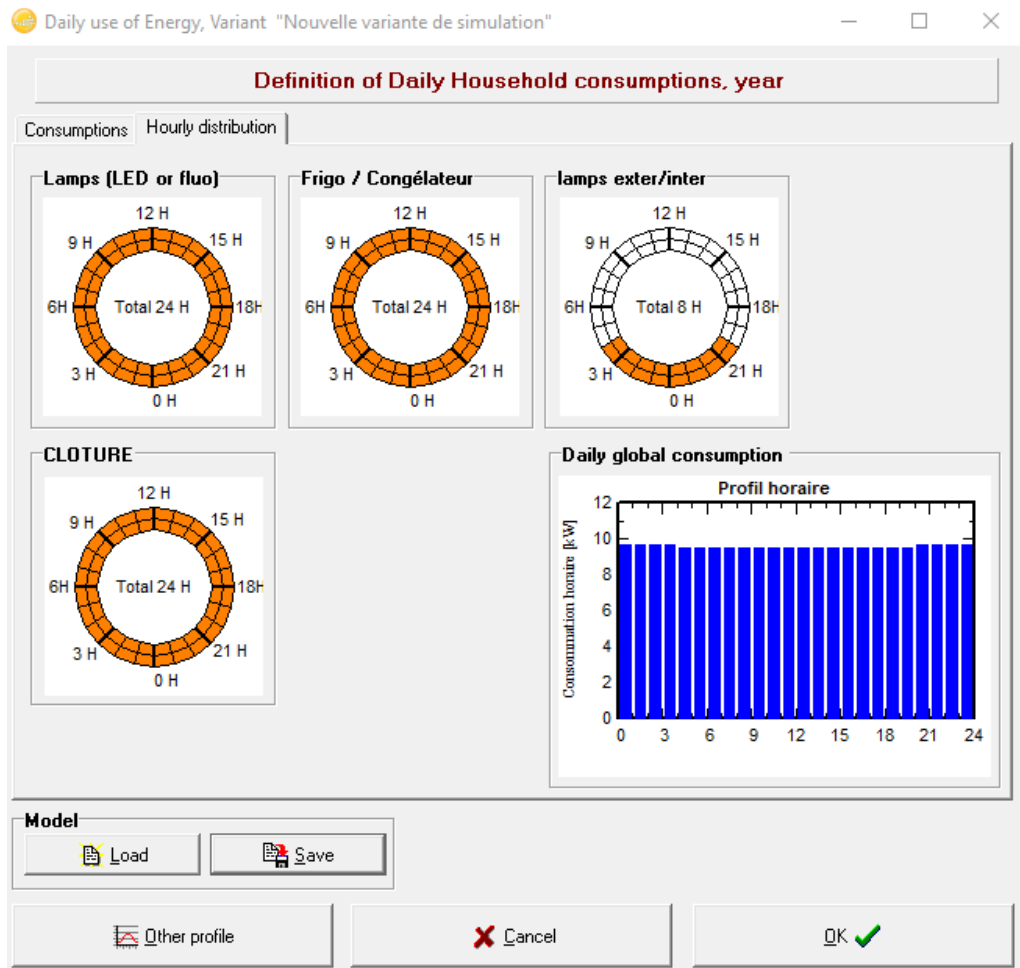 Daily use of Energy, Variant "Nouvelle variante de simulation"
Definition of Daily Household consumptions, year
Consumptions
Hourly distribution
Lamps (LED or fluo)
12 H
9 H
15 H
6H
Total 24 H
18H
3 H
21 H
0 H
Frigo / Congélateur
12 H
9 H
15 H
6H
Total 24 H
18H
3 H
21 H
0 H
lamps exter/inter
12 H
9 H
15 H
6H
Total 8 H
18H
3 H
21 H
0 H
CLOTURE
12 H
9 H
15 H
6H
Total 24 H
18H
3 H
21 H
0 H
Daily global consumption
Profil horaire
Consommation horaire [kW]
12
10
8
6
4
2
0
0 3 6 9 12 15 18 21 24
Model
Load
Save
Other profile
Cancel
OK